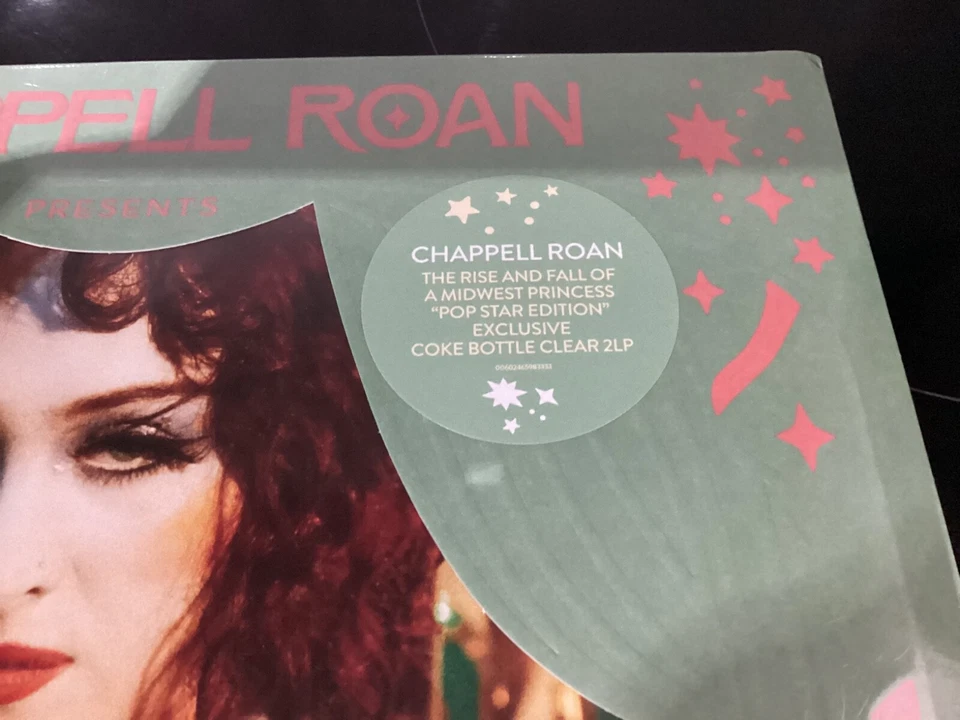 PPELL ROAN
PRESENTS
CHAPPELL ROAN
THE RISE AND FALL OF
A MIDWEST PRINCESS
"POP STAR EDITION"
EXCLUSIVE
COKE BOTTLE CLEAR 2LP